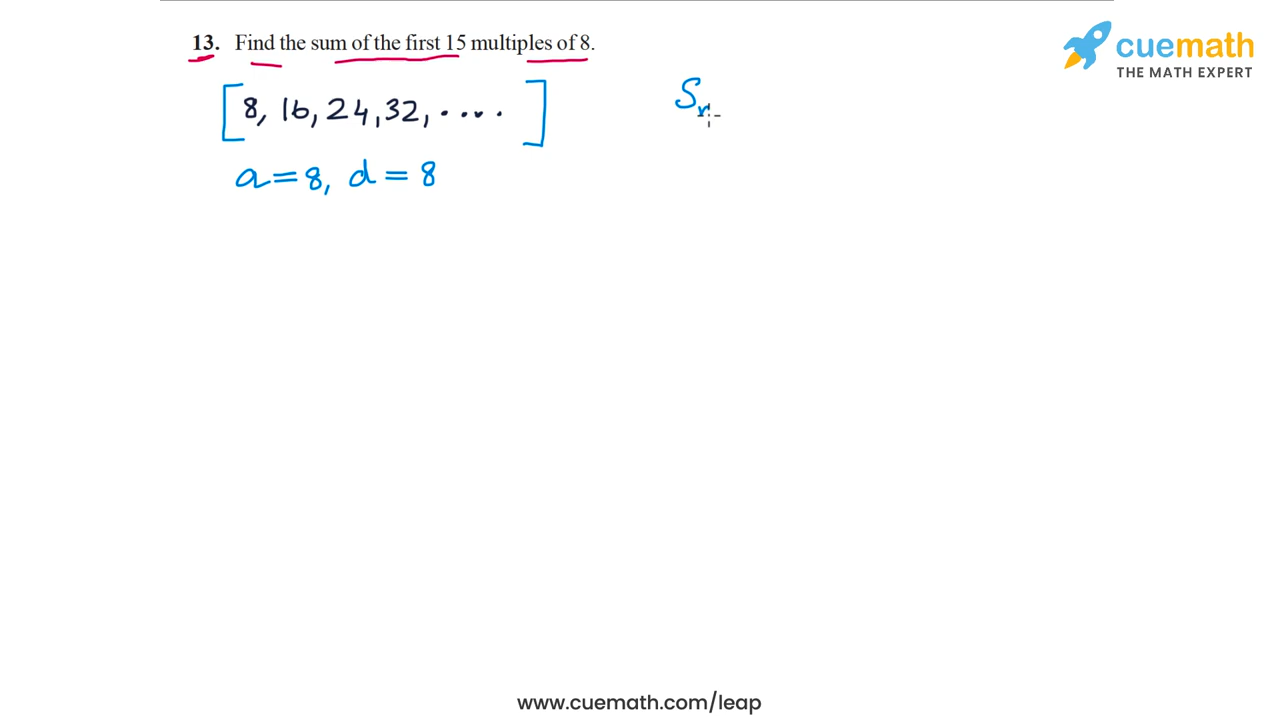 13. Find the sum of the first 15 multiples of 8.
cuemath
THE MATH EXPERT
[8, 16, 24, 32, .....]
Sn
a = 8, d = 8
www.cuemath.com/leap